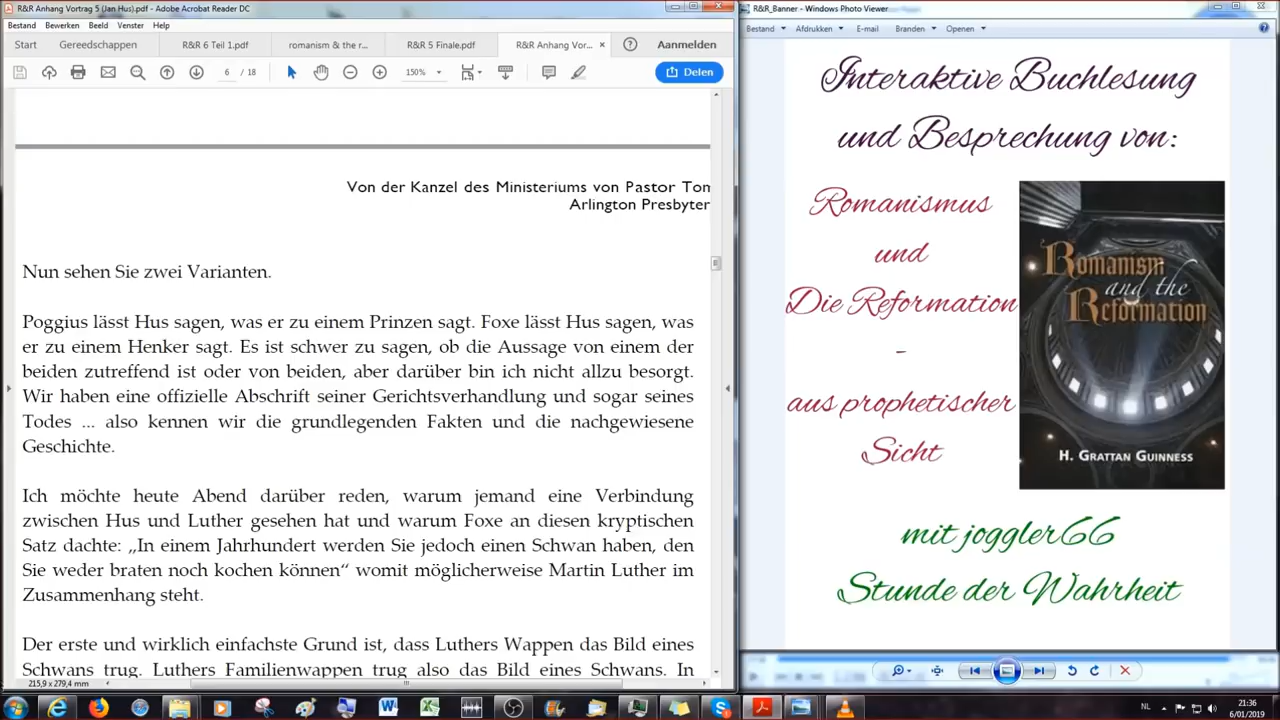 R&R Anhang Vortrag 5 (Jan Hus).pdf - Adobe Acrobat Reader DC
Bestand Bewerken Beeld Venster Help
Start Gereedschappen R&R 6 Teil 1.pdf romanism & the r... R&R 5 Finale.pdf R&R Anhang Vor... × Aanmelden
6 / 18 150% Delen
Von der Kanzel des Ministeriums von Pastor Tom
Arlington Presbyter
Nun sehen Sie zwei Varianten.
Poggius lässt Hus sagen, was er zu einem Prinzen sagt. Foxe lässt Hus sagen, was
er zu einem Henker sagt. Es ist schwer zu sagen, ob die Aussage von einem der
beiden zutreffend ist oder von beiden, aber darüber bin ich nicht allzu besorgt.
Wir haben eine offizielle Abschrift seiner Gerichtsverhandlung und sogar seines
Todes ... also kennen wir die grundlegenden Fakten und die nachgewiesene
Geschichte.
Ich möchte heute Abend darüber reden, warum jemand eine Verbindung
zwischen Hus und Luther gesehen hat und warum Foxe an diesen kryptischen
Satz dachte: „In einem Jahrhundert werden Sie jedoch einen Schwan haben, den
Sie weder braten noch kochen können“ womit möglicherweise Martin Luther im
Zusammenhang steht.
Der erste und wirklich einfachste Grund ist, dass Luthers Wappen das Bild eines
Schwans trug. Luthers Familienwappen trug also das Bild eines Schwans. In
215,9 x 279,4 mm
R&R_Banner - Windows Photo Viewer
Bestand Afdrukken E-mail Branden Openen
Interaktive Buchlesung
und Besprechung von:
Romanismus
und
Die Reformation
-
aus prophetischer
Sicht
Romanism
and the
Reformation
H. Grattan Guinness
mit joggler66
Stunde der Wahrheit
NL 21:36
6/01/2019